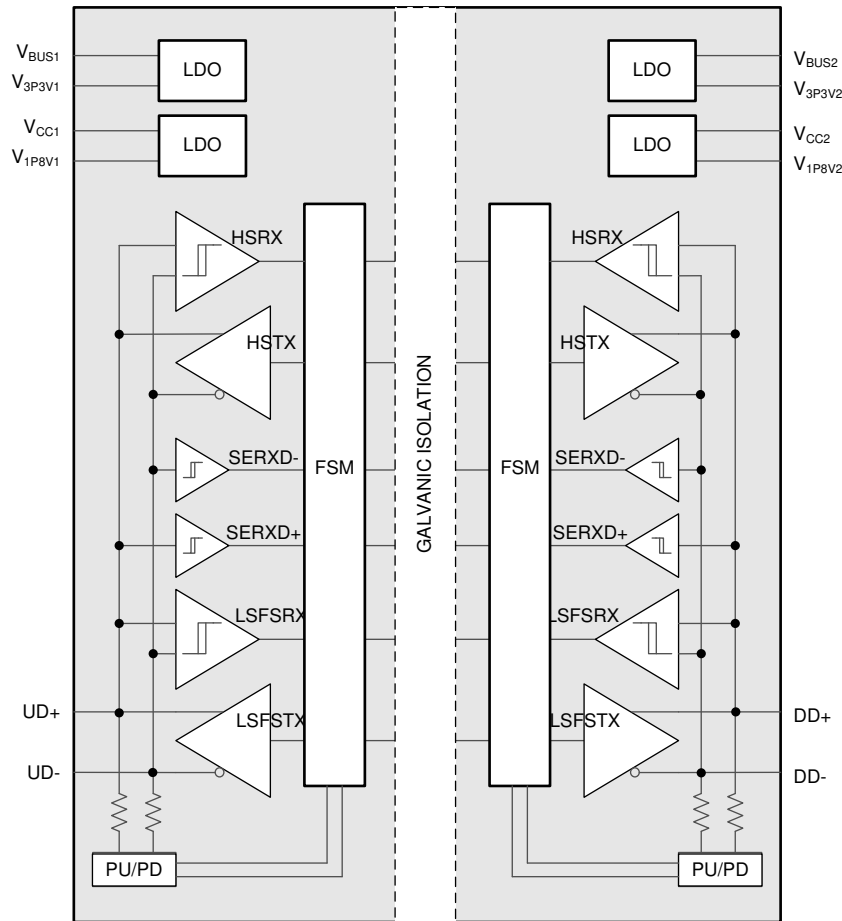 VBUS1
LDO
V3P3V1
VCC1
LDO
V1P8V1
LDO
VBUS2
V3P3V2
LDO
VCC2
V1P8V2
HSRX
HSRX
HSTX
HSTX
SERXD-
FSM
GALVANIC ISOLATION
FSM
SERXD-
SERXD+
SERXD+
LSFSRX
LSFSRX
UD+
LSFSTX
LSFSTX
DD+
UD-
DD-
PU/PD
PU/PD